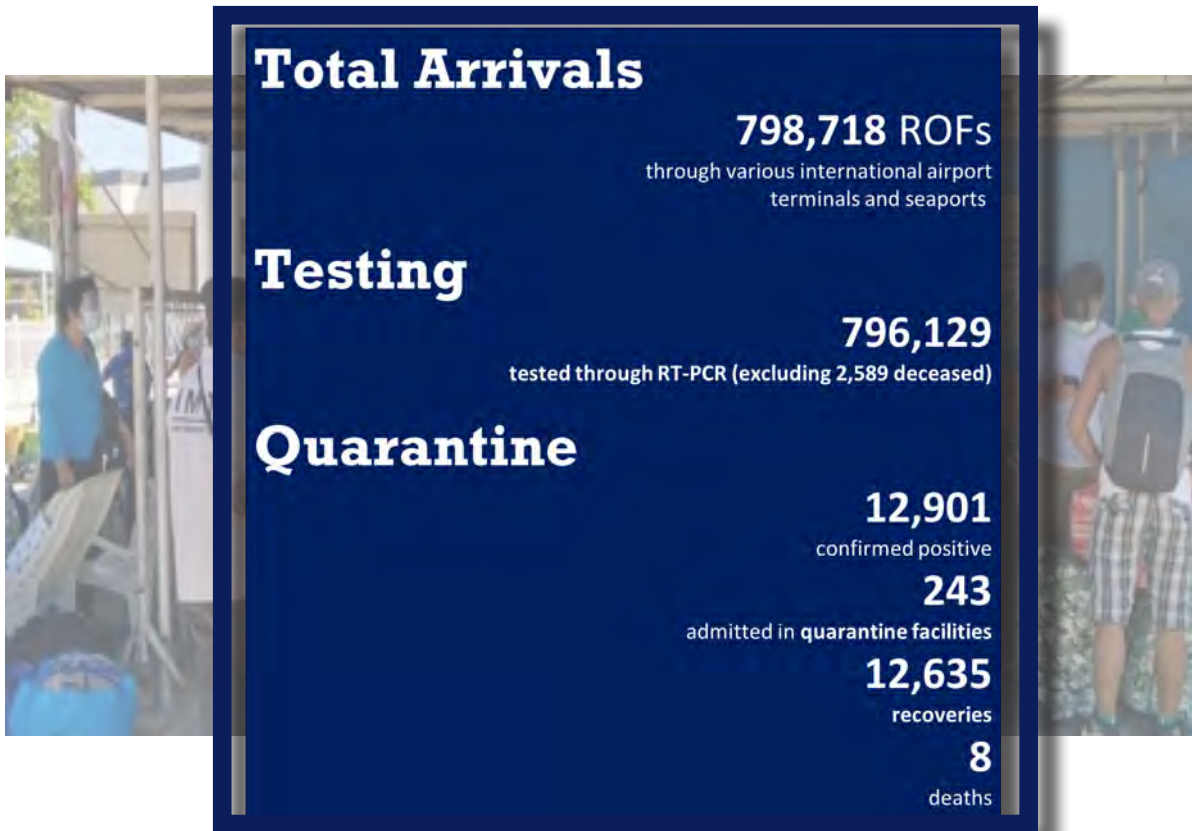 Total Arrivals
798,718 ROFs
through various international airport
terminals and seaports
Testing
796,129
tested through RT-PCR (excluding 2,589 deceased)
Quarantine
12,901
confirmed positive
243
admitted in quarantine facilities
12,635
recoveries
8
deaths